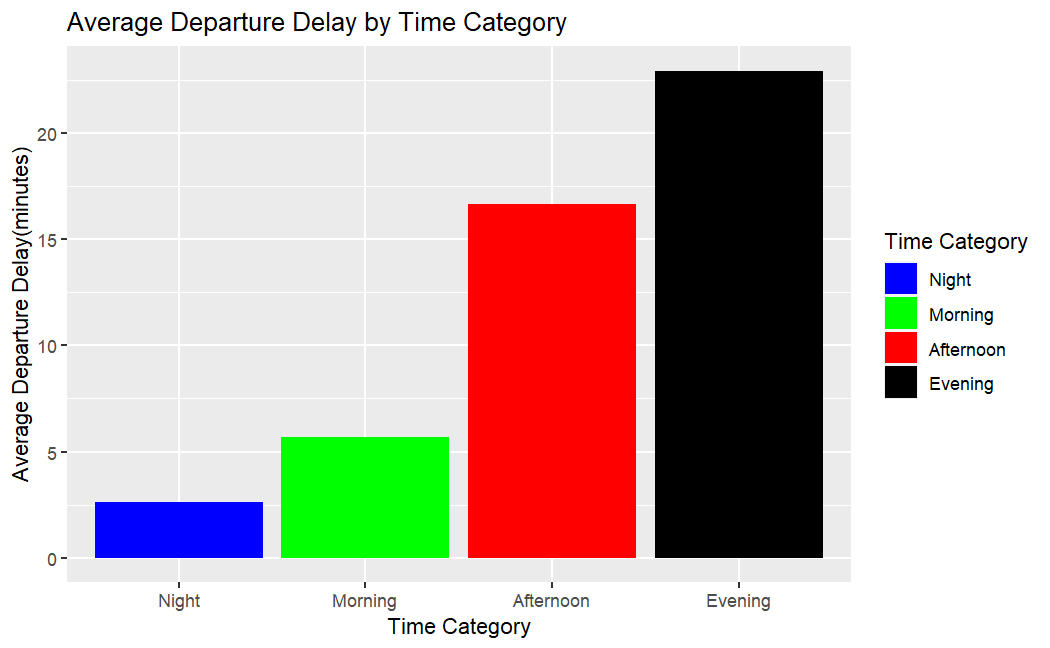 Average Departure Delay by Time Category
Average Departure Delay(minutes)
20
15
10
5
0
Night Morning Afternoon Evening
Time Category
Time Category
Night
Morning
Afternoon
Evening